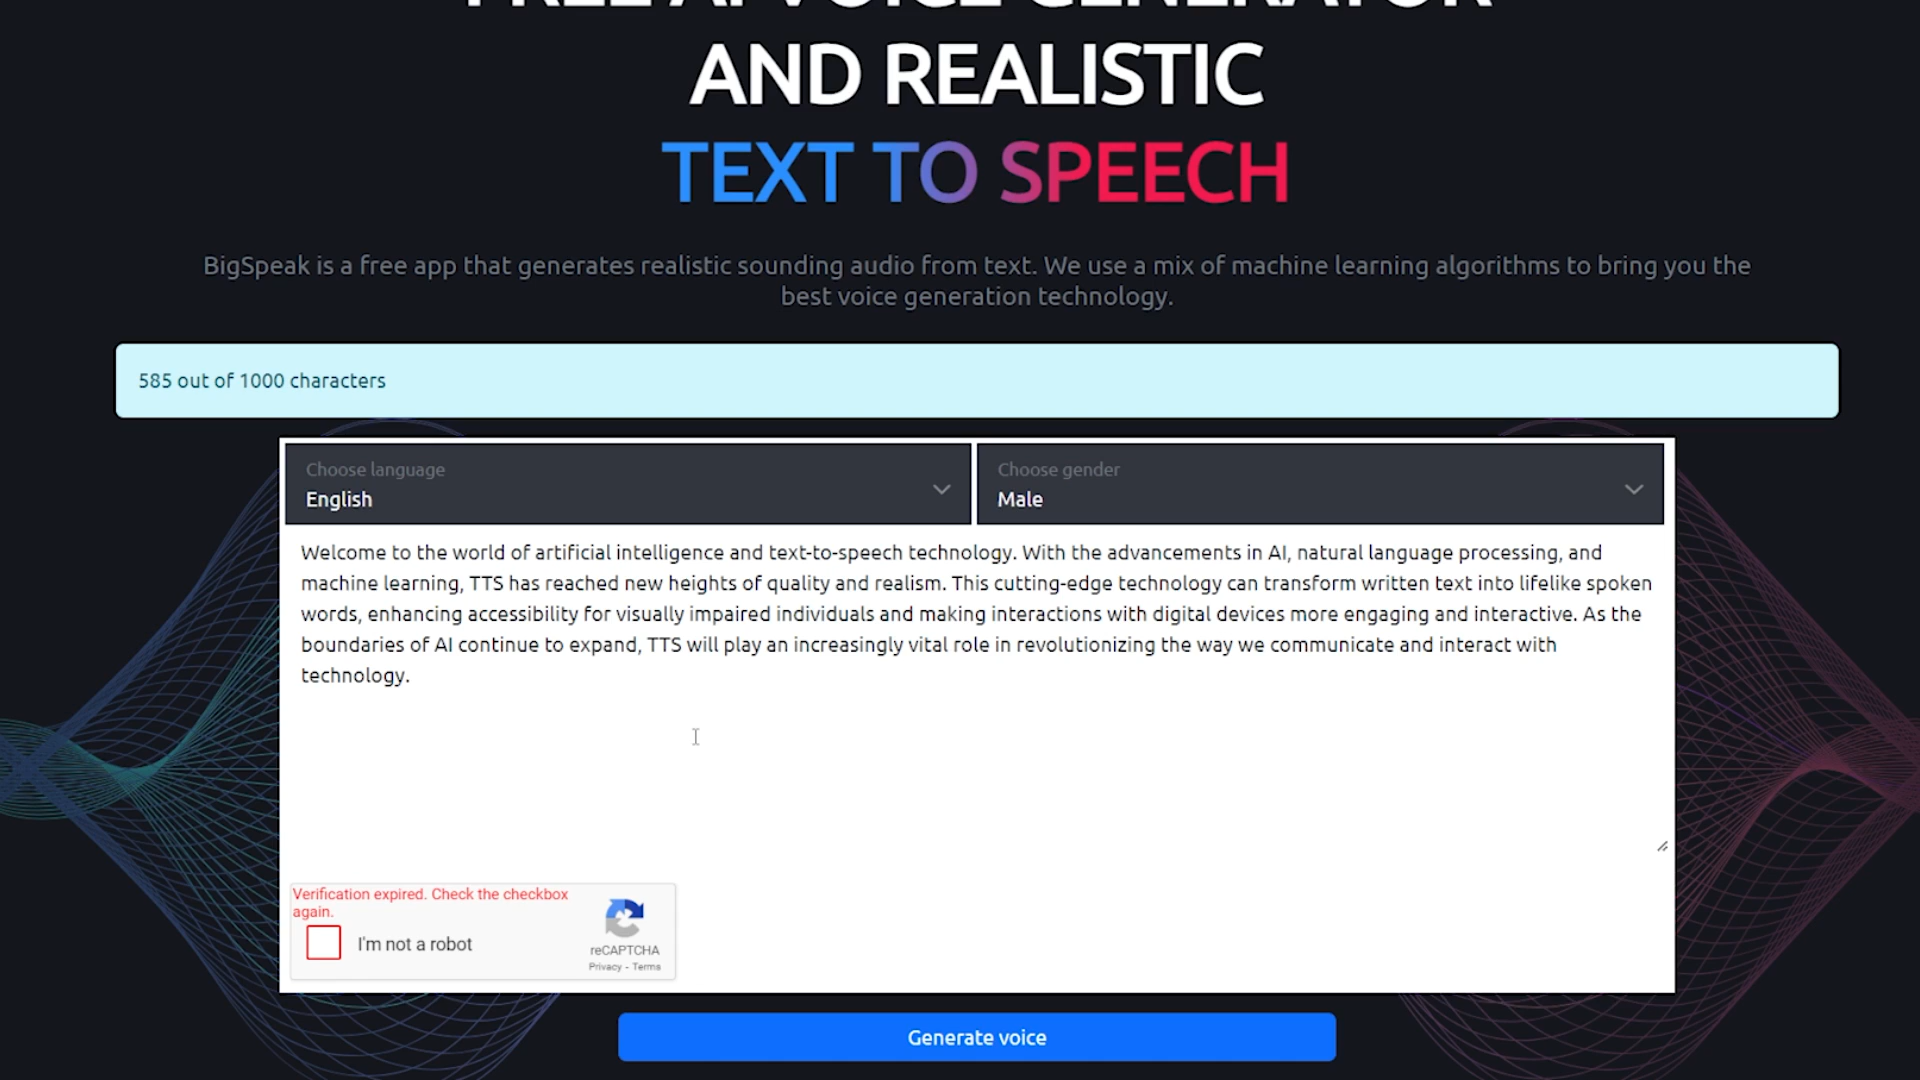 FREE AI VOICE GENERATOR
AND REALISTIC
TEXT TO SPEECH
BigSpeak is a free app that generates realistic sounding audio from text. We use a mix of machine learning algorithms to bring you the
best voice generation technology.
585 out of 1000 characters
Choose language
English
Choose gender
Male
Welcome to the world of artificial intelligence and text-to-speech technology. With the advancements in AI, natural language processing, and
machine learning, TTS has reached new heights of quality and realism. This cutting-edge technology can transform written text into lifelike spoken
words, enhancing accessibility for visually impaired individuals and making interactions with digital devices more engaging and interactive. As the
boundaries of AI continue to expand, TTS will play an increasingly vital role in revolutionizing the way we communicate and interact with
technology.
Verification expired. Check the checkbox
again.
I'm not a robot
reCAPTCHA
Privacy - Terms
Generate voice